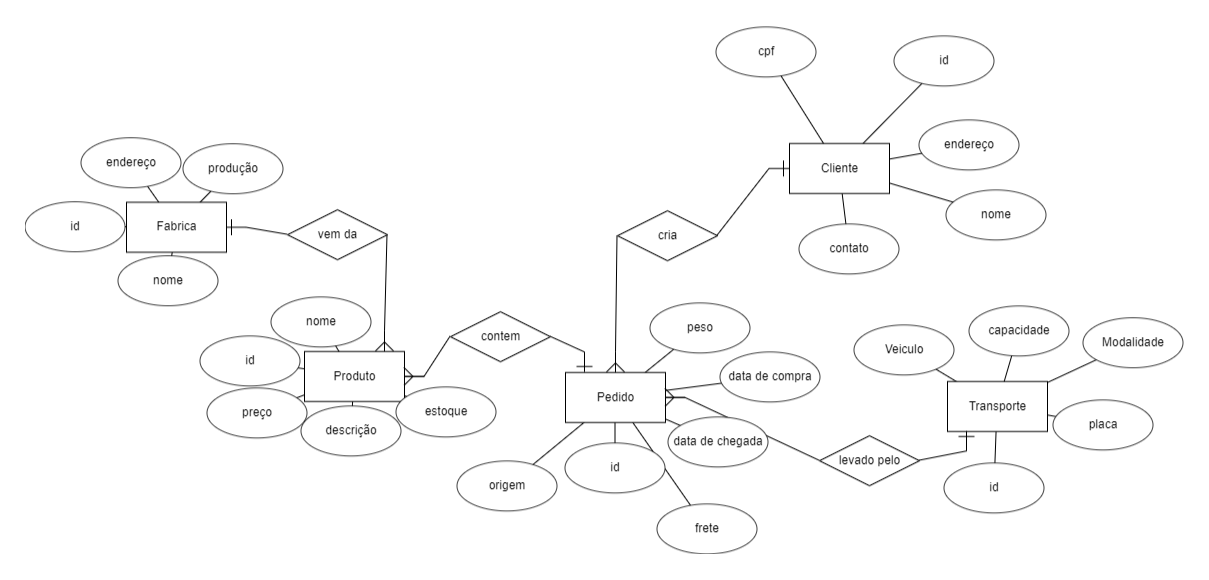 cpf
id
endereço
Cliente
nome
contato
endereço
produção
id
Fabrica
nome
vem da
cria
nome
id
Produto
preço
descrição
estoque
contem
peso
data de compra
Pedido
data de chegada
origem
id
frete
levado pelo
Veiculo
capacidade
Modalidade
Transporte
placa
id